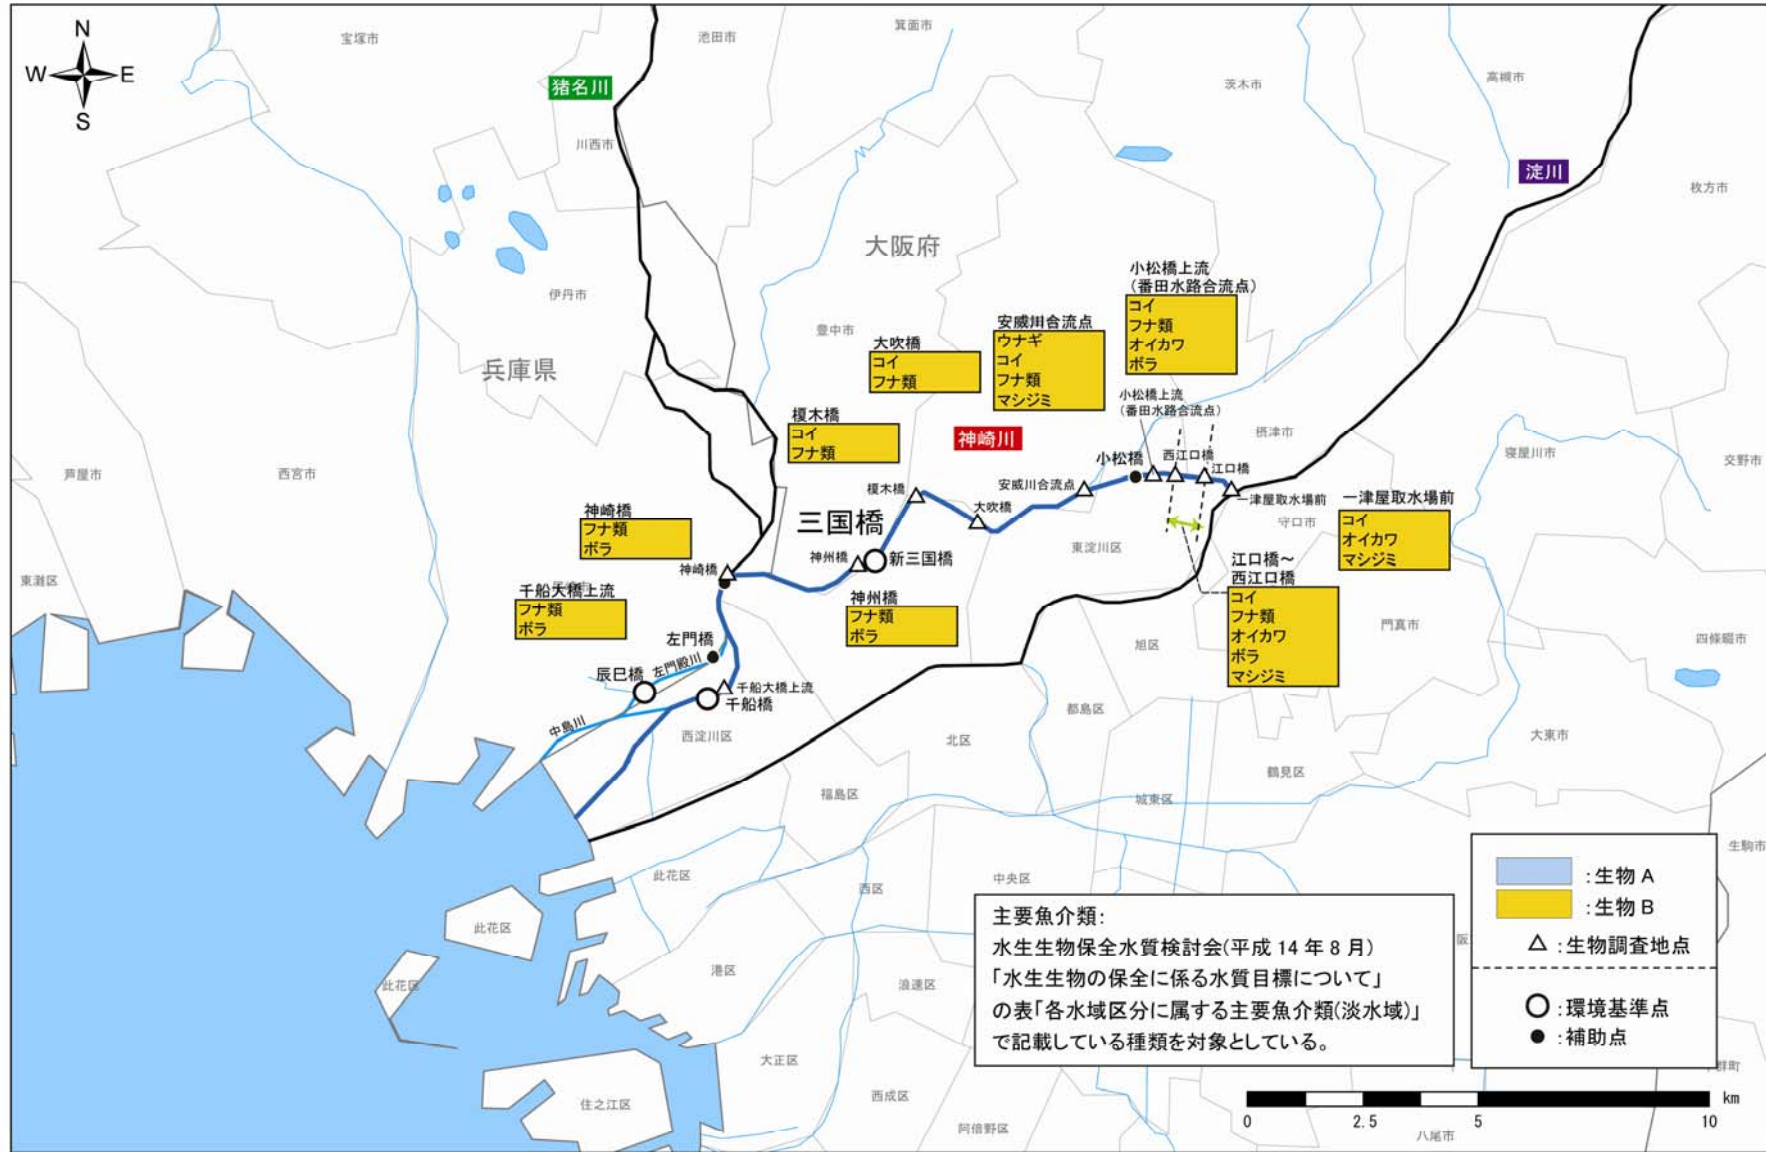 N
W
E
S
宝塚市
池田市
箕面市
茨木市
高槻市
猪名川
川西市
淀川
枚方市
大阪府
伊丹市
豊中市
兵庫県
小松橋上流
(番田水路合流点)
コイ
フナ類
オイカワ
ボラ
安威川合流点
ウナギ
コイ
フナ類
マシジミ
大吹橋
コイ
フナ類
榎木橋
コイ
フナ類
神崎川
小松橋上流
(番田水路合流点)
摂津市
寝屋川市
交野市
芦屋市
西宮市
小松橋
西江口橋
江口橋
安威川合流点
榎木橋
大吹橋
一津屋取水場前
一津屋取水場前
コイ
オイカワ
マシジミ
守口市
三国橋
神崎橋
フナ類
ボラ
東淀川区
神州橋
新三国橋
神崎橋
東灘区
江口橋～
西江口橋
コイ
フナ類
オイカワ
ボラ
マシジミ
千船大橋上流
フナ類
ボラ
神州橋
フナ類
ボラ
門真市
四條畷市
旭区
左門橋
左門殿川
辰巳橋
千船大橋上流
千船橋
中島川
西淀川区
都島区
北区
大東市
鶴見区
福島区
城東区
生駒市
此花区
西区
中央区
此花区
港区
浪速区
此花区
大正区
西成区
住之江区
阿倍野区
八尾市
阪
群町
主要魚介類：
水生生物保全水質検討会(平成 14 年 8 月)
「水生生物の保全に係る水質目標について」
の表「各水域区分に属する主要魚介類(淡水域)」
で記載している種類を対象としている。
：生物 A
：生物 B
：生物調査地点
：環境基準点
：補助点
km
0
2.5
5
10